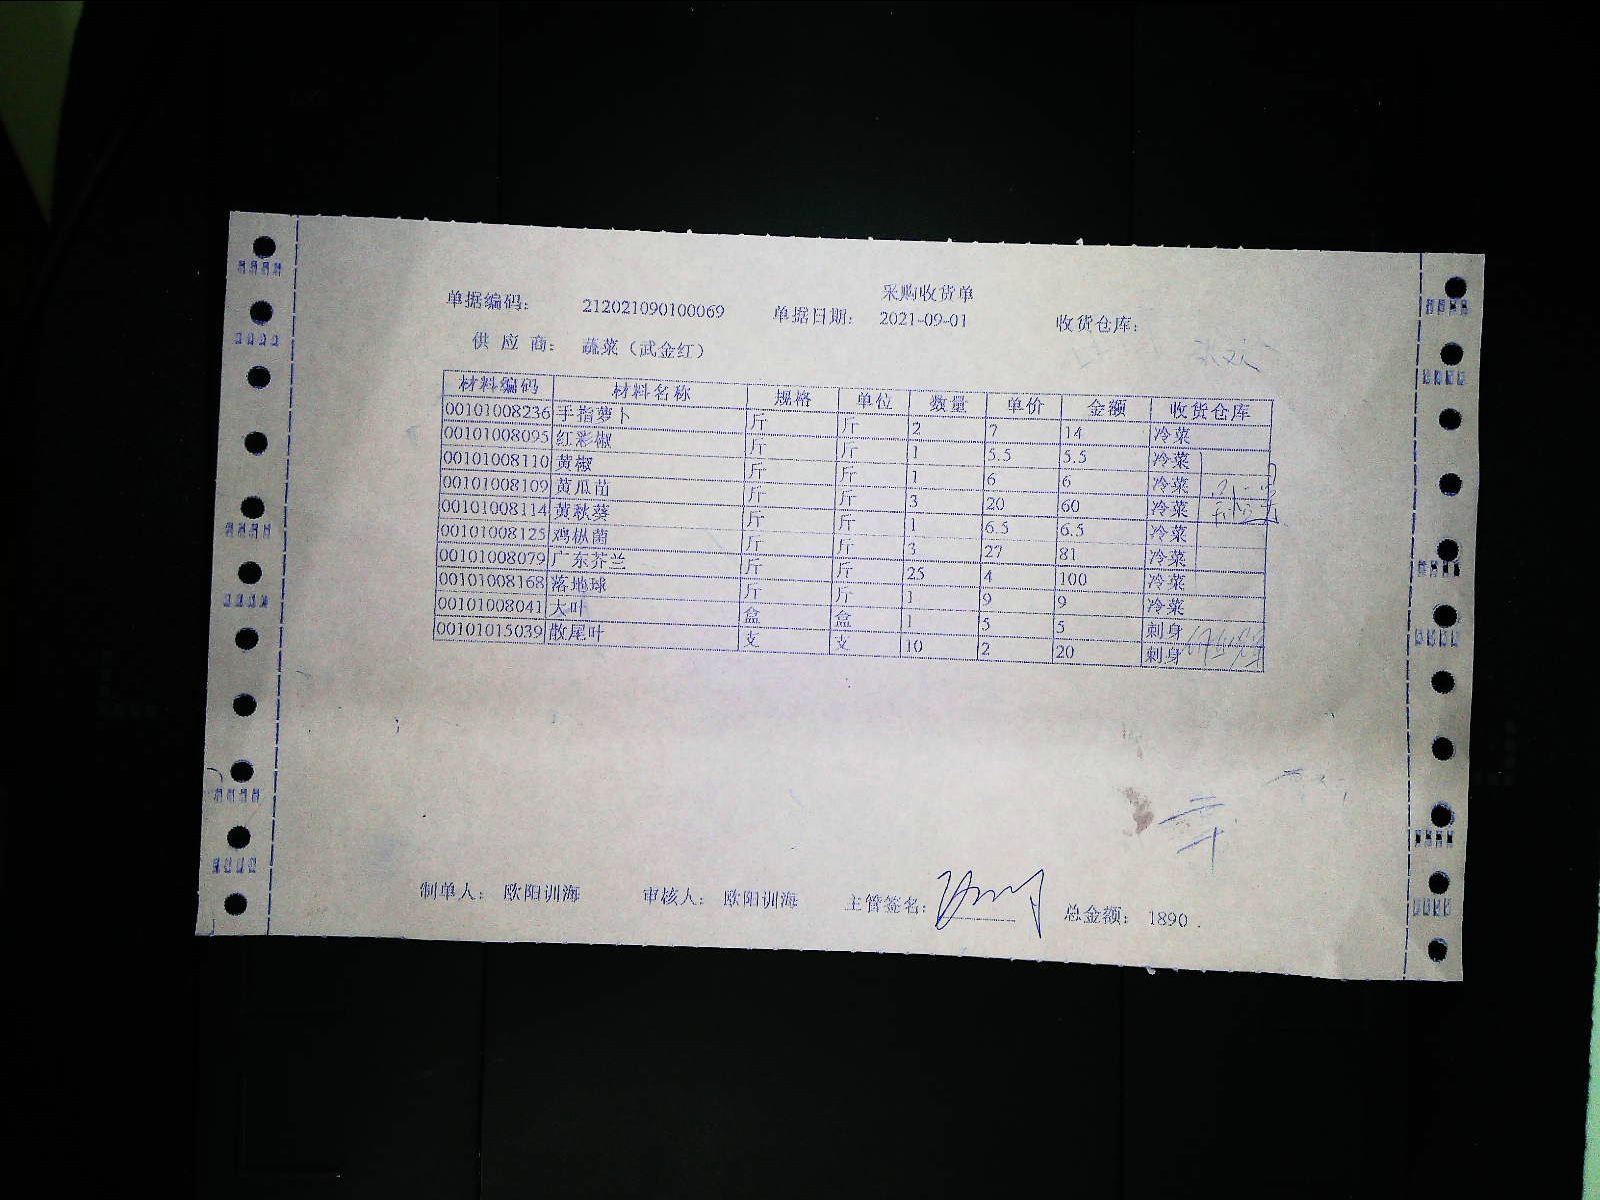 采购收货单
单据编码: 212021090100069 单据日期: 2021-09-01 收货仓库:
供 应 商: 蔬菜（武金红）
材料编码 材料名称 规格 单位 数量 单价 金额 收货仓库
00101008236 手指萝卜 斤 斤 2 7 14 冷菜
00101008095 红彩椒 斤 斤 1 5.5 5.5 冷菜
00101008110 黄椒 斤 斤 1 6 6 冷菜
00101008109 黄瓜苗 斤 斤 3 20 60 冷菜
00101008114 黄秋葵 斤 斤 1 6.5 6.5 冷菜
00101008125 鸡枞菌 斤 斤 3 27 81 冷菜
00101008079 广东芥兰 斤 斤 25 4 100 冷菜
00101008168 落地球 斤 斤 1 9 9 冷菜
00101008041 大叶 盒 盒 1 5 5 刺身
00101015039 散尾叶 支 支 10 2 20 刺身
制单人: 欧阳训海 审核人: 欧阳训海 主管签名: 总金额: 1890